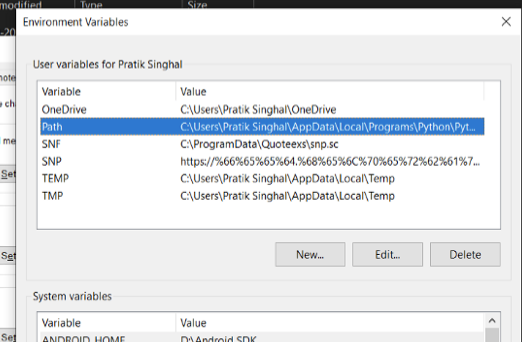 modified Type Size
Environment Variables
User variables for Pratik Singhal
Variable Value
OneDrive C:\Users\Pratik Singhal\OneDrive
Path C:\Users\Pratik Singhal\AppData\Local\Programs\Python\Pyt...
SNF C:\ProgramData\Quoteexs\snp.sc
SNP https://%66%65%65%64.%68%65%6C%70%65%72%62%61%7...
TEMP C:\Users\Pratik Singhal\AppData\Local\Temp
TMP C:\Users\Pratik Singhal\AppData\Local\Temp
New... Edit... Delete
System variables
Variable Value
ANDROID_HOME D:\Android SDK